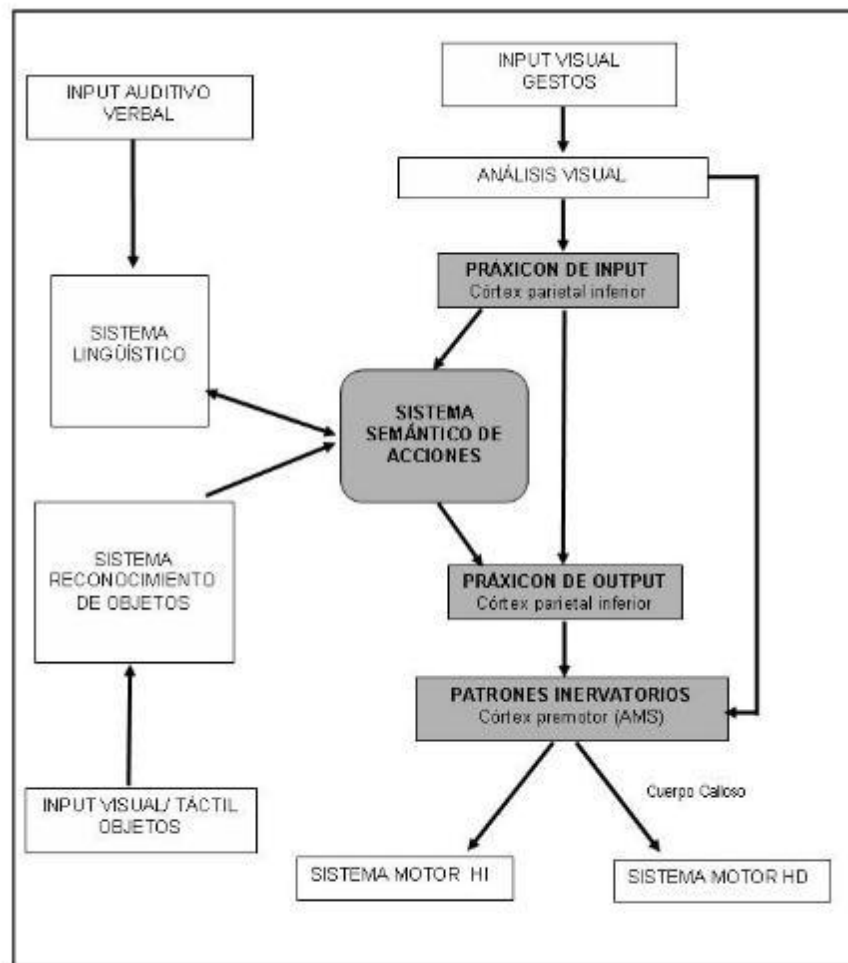 INPUT AUDITIVO
VERBAL
INPUT VISUAL
GESTOS
ANÁLISIS VISUAL
PRÁXICON DE INPUT
Córtex parietal inferior
SISTEMA
LINGÜÍSTICO
SISTEMA
SEMÁNTICO DE
ACCIONES
SISTEMA
RECONOCIMIENTO
DE OBJETOS
PRÁXICON DE OUTPUT
Córtex parietal inferior
PATRONES INERVATORIOS
Córtex premotor (AMS)
INPUT VISUAL/ TÁCTIL
OBJETOS
Cuerpo Calloso
SISTEMA MOTOR HI
SISTEMA MOTOR HD